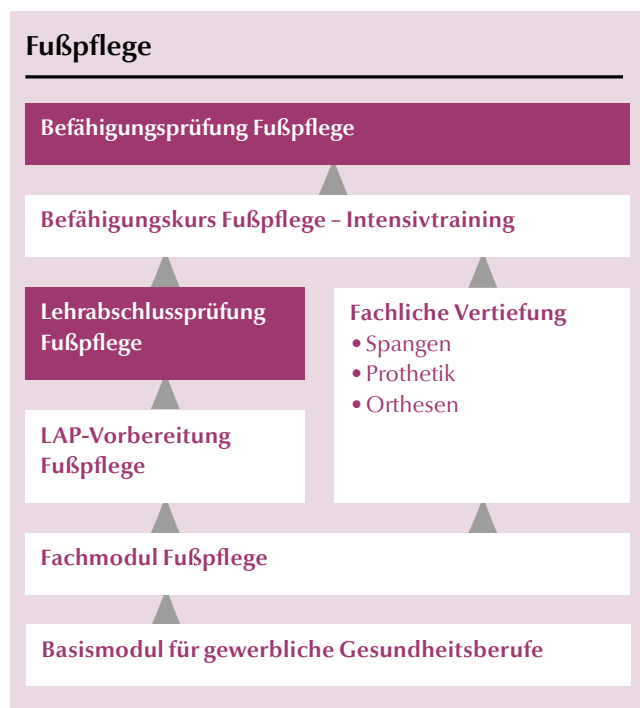 Fußpflege
Befähigungsprüfung Fußpflege
Befähigungskurs Fußpflege – Intensivtraining
Lehrabschlussprüfung
Fußpflege
Fachliche Vertiefung
• Spangen
• Prothetik
• Orthesen
LAP-Vorbereitung
Fußpflege
Fachmodul Fußpflege
Basismodul für gewerbliche Gesundheitsberufe